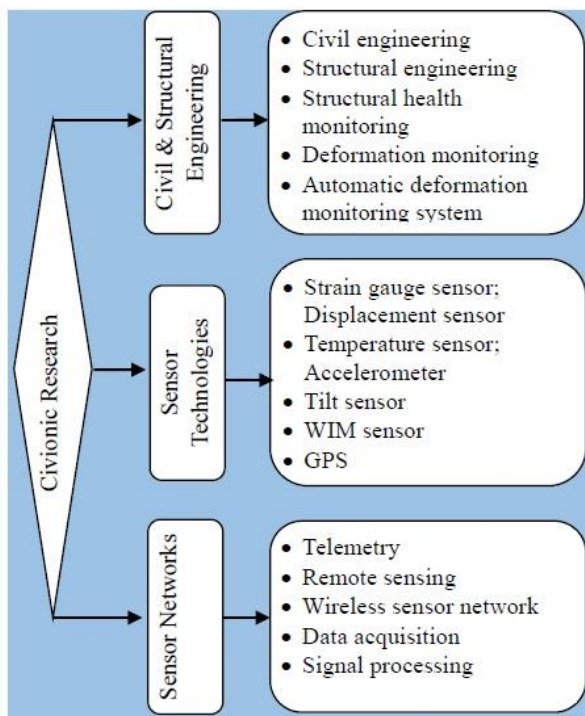 Civionic Research
Civil & Structural
Engineering
• Civil engineering
• Structural engineering
• Structural health
monitoring
• Deformation monitoring
• Automatic deformation
monitoring system
Sensor
Technologies
• Strain gauge sensor;
Displacement sensor
• Temperature sensor;
Accelerometer
• Tilt sensor
• WIM sensor
• GPS
Sensor Networks
• Telemetry
• Remote sensing
• Wireless sensor network
• Data acquisition
• Signal processing